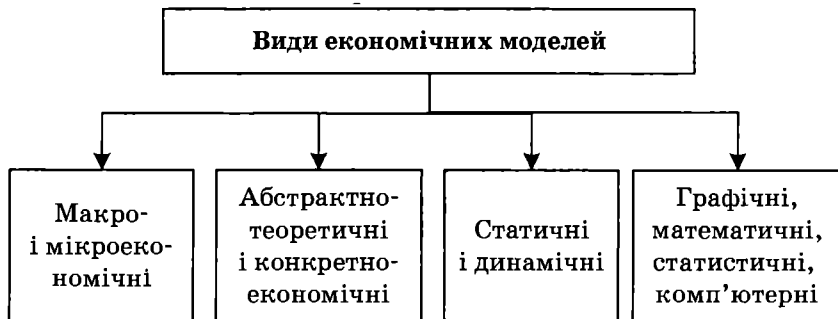 Види економічних моделей
Макро-
і мікроеко-
номічні
Абстрактно-
теоретичні
і конкретно-
економічні
Статичні
і динамічні
Графічні,
математичні,
статистичні,
комп’ютерні